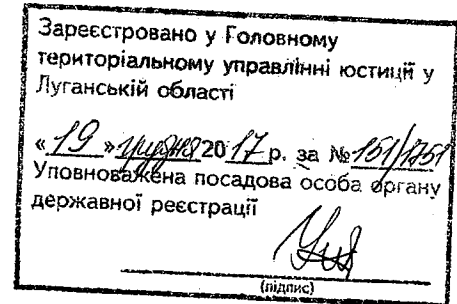 Зареєстровано у Головному
територіальному управлінні юстиції у
Луганській області
«19» грудня 2017 р. за №151/1751
Уповноважена посадова особа органу
державної реєстрації
(підпис)